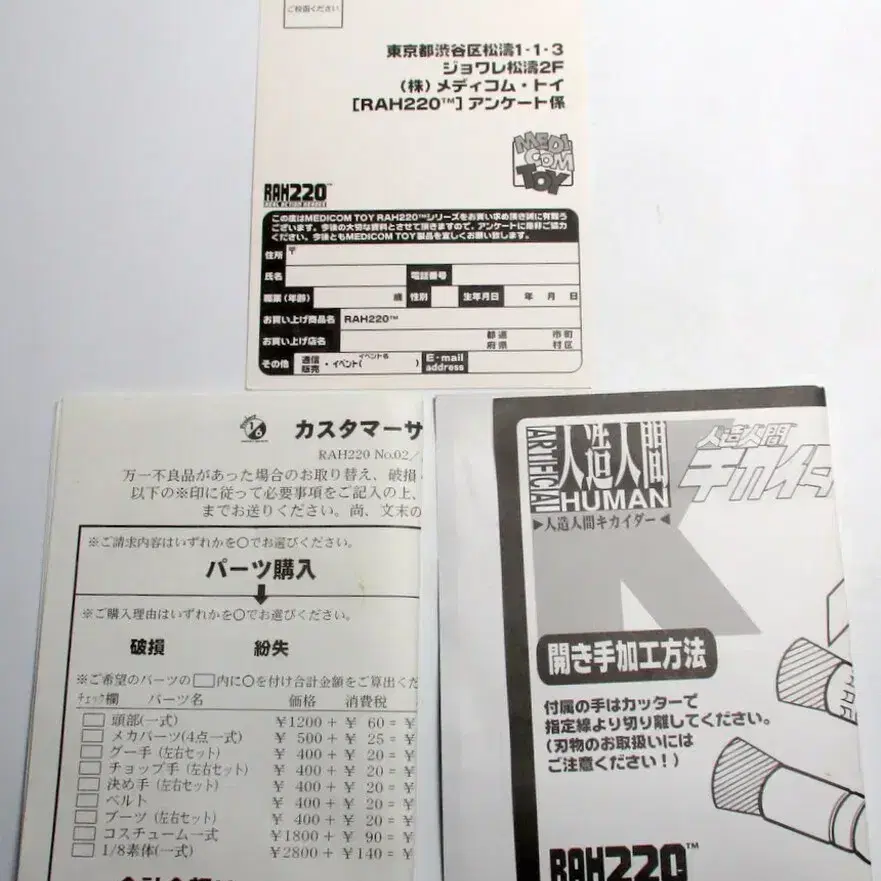 ご校閲ください
東京都渋谷区松濤1-1-3
ジョワレ松濤2F
(株)メディコム・トイ
[RAH220™]アンケート係
MEDI
COM
TOY
RAH220™
REAL ACTION HEROES
この度はMEDICOM TOY RAH220™シリーズをお買い求め頂き誠に有難う
ございます。今後の大切な資料とさせて頂きますので、アンケートに是非ご協力
ください。今後ともMEDICOM TOY製品を宜しくお願い致します。
住所 〒
氏名 電話番号
職業(年齢) 歳 性別 生年月日 年 月 日
お買い上げ商品名 RAH220™
お買い上げ店名 都道府県 市町村区
その他 通信販売・イベント(イベント名 ) E-mail address
1/6 カスタマーサ
RAH220 No.02/
万一不良品があった場合のお取り替え、破損
以下の※印に従って必要事項をご記入の上、
までお送りください。尚、文末の
※ご請求内容はいずれかを○でお選びください。
パーツ購入
※ご購入理由はいずれかを○でお選びください。
破損 紛失
※ご希望のパーツの□内に○を付け合計金額をご算出くだ
チェック欄 パーツ名 価格 消費税
頭部(一式) ¥1200+¥ 60=¥
メカパーツ(4点一式) ¥ 500+¥ 25=¥
グー手(左右セット) ¥ 400+¥ 20=¥
チョップ手(左右セット) ¥ 400+¥ 20=¥
決め手(左右セット) ¥ 400+¥ 20=¥
ベルト ¥ 400+¥ 20=¥
ブーツ(左右セット) ¥ 400+¥ 20=¥
コスチューム一式 ¥1800+¥ 90=¥
1/8素体(一式) ¥2800+¥140=¥
ARTIFICIAL
人造人間
HUMAN
▶人造人間キカイダー◀
人造人間
キカイダ
K
開き手加工方法
付属の手はカッターで
指定線より切り離してください。
(刃物のお取扱いには
ご注意ください!)
RAH220™